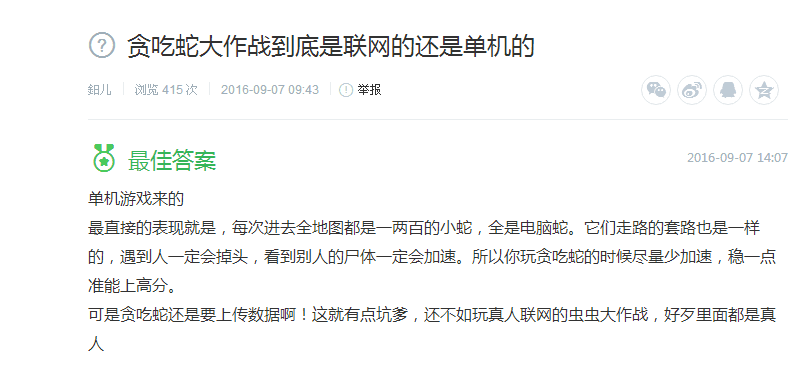 贪吃蛇大作战到底是联网的还是单机的
鉬儿 浏览 415 次 2016-09-07 09:43 举报
最佳答案 2016-09-07 14:07
单机游戏来的
最直接的表现就是，每次进去全地图都是一两百的小蛇，全是电脑蛇。它们走路的套路也是一样
的，遇到人一定会掉头，看到别人的尸体一定会加速。所以你玩贪吃蛇的时候尽量少加速，稳一点
准能上高分。
可是贪吃蛇还是要上传数据啊！这就有点坑爹，还不如玩真人联网的虫虫大作战，好歹里面都是真
人